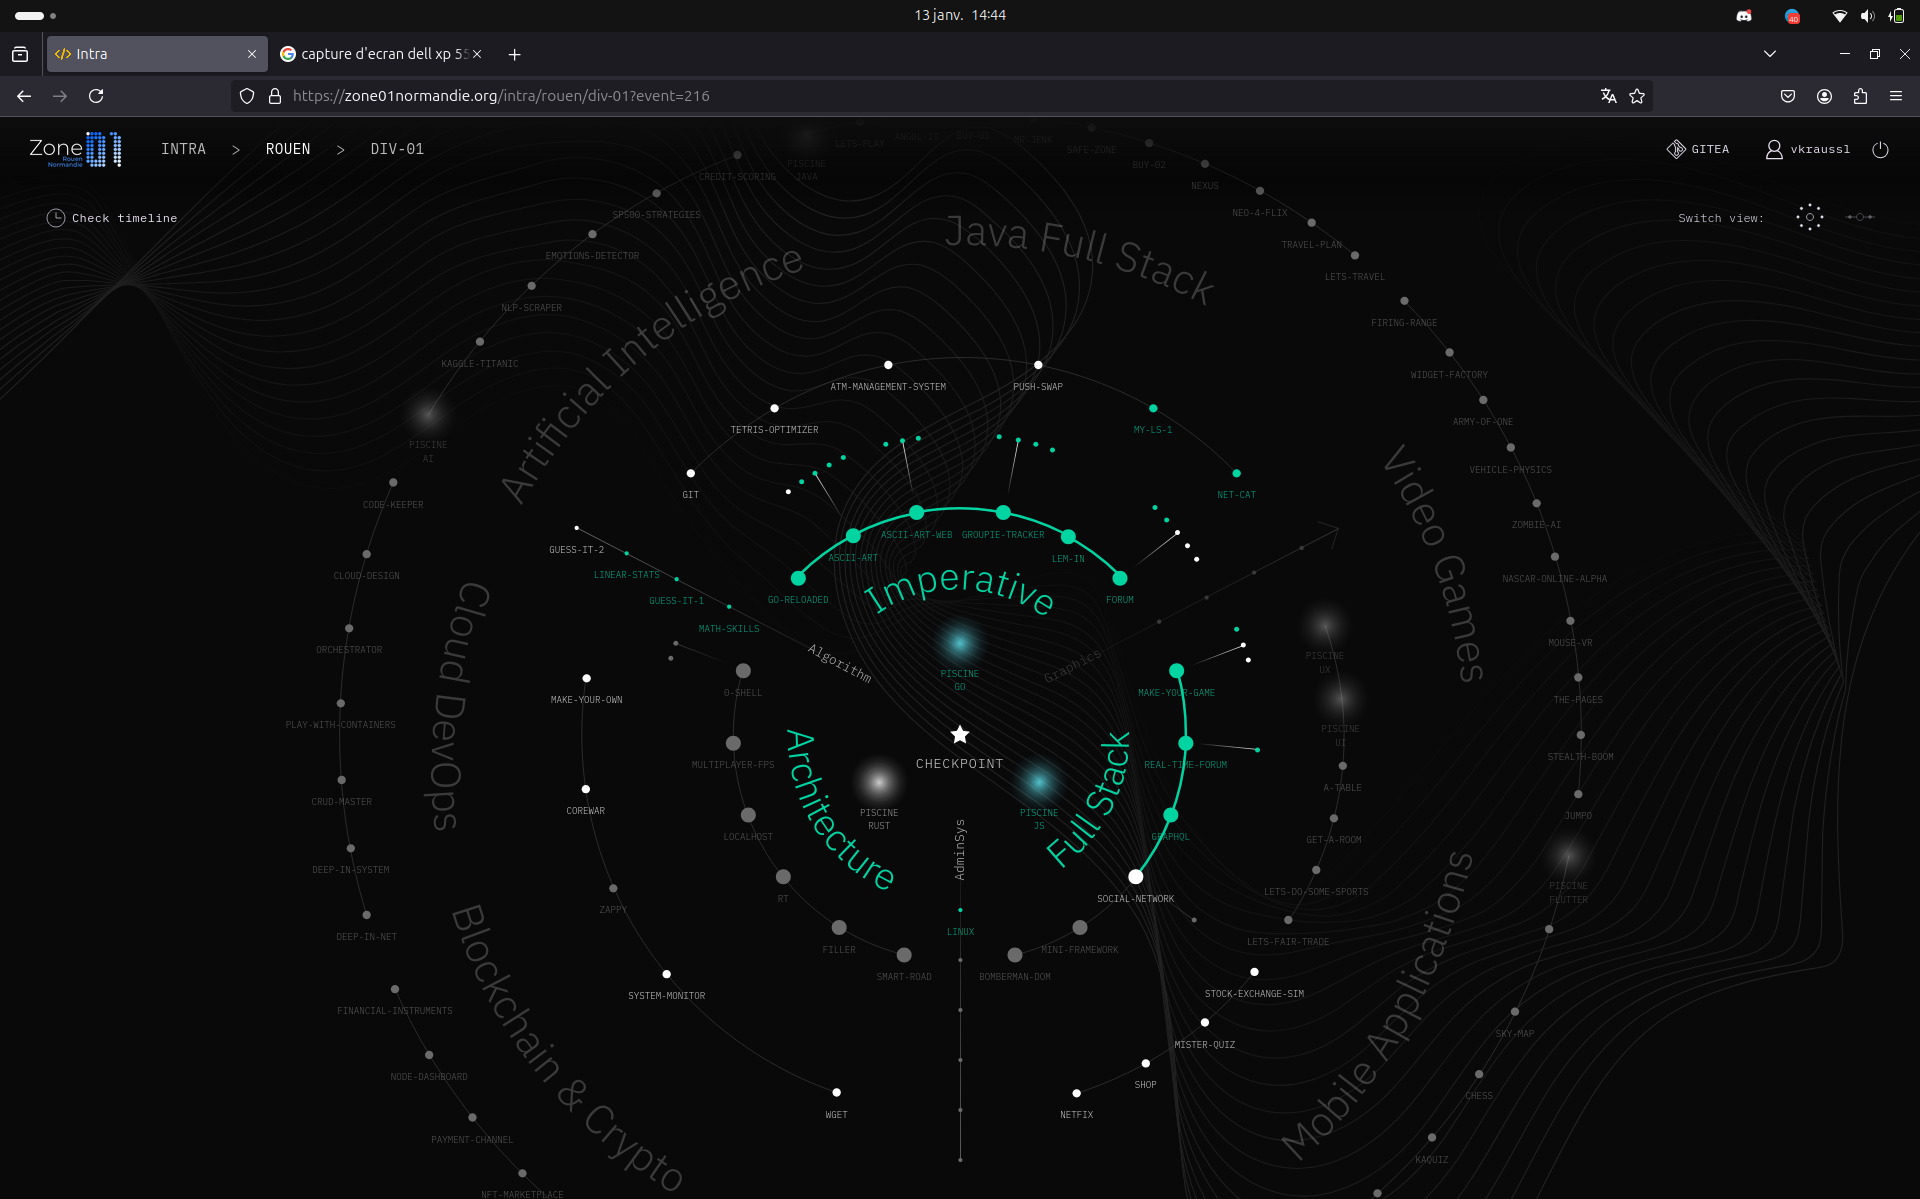 13 janv. 14:44
40
Intra
capture d'ecran dell xp 55
https://zone01normandie.org/intra/rouen/div-01?event=216
Zone 01
Rouen
Normandie
INTRA > ROUEN > DIV-01
GITEA
vkraussl
Check timeline
Switch view:
LETS-PLAY
SAFE-ZONE
BUY-02
PISCINE
JAVA
CREDIT-SCORING
NEXUS
SP500-STRATEGIES
NEO-4-FLIX
EMOTIONS-DETECTOR
TRAVEL-PLAN
NLP-SCRAPER
LETS-TRAVEL
KAGGLE-TITANIC
FIRING-RANGE
Java Full Stack
Artificial Intelligence
WIDGET-FACTORY
ATM-MANAGEMENT-SYSTEM
PUSH-SWAP
TETRIS-OPTIMIZER
MY-LS-1
ARMY-OF-ONE
PISCINE
AI
VEHICLE-PHYSICS
GIT
NET-CAT
CODE-KEEPER
Video Games
ZOMBIE-AI
ASCII-ART-WEB
GROUPIE-TRACKER
GUESS-IT-2
ASCII-ART
LEM-IN
LINEAR-STATS
CLOUD-DESIGN
NASCAR-ONLINE-ALPHA
GUESS-IT-1
GO-RELOADED
FORUM
Imperative
MATH-SKILLS
MOUSE-VR
ORCHESTRATOR
Cloud DevOps
Algorithm
Graphics
PISCINE
UX
PISCINE
GO
0-SHELL
MAKE-YOUR-GAME
MAKE-YOUR-OWN
THE-PAGES
PLAY-WITH-CONTAINERS
PISCINE
UI
CHECKPOINT
MULTIPLAYER-FPS
REAL-TIME-FORUM
STEALTH-BOOM
A-TABLE
Architecture
Full Stack
CRUD-MASTER
COREWAR
PISCINE
RUST
PISCINE
JS
JUMPO
LOCALHOST
GRAPHQL
GET-A-ROOM
AdminSys
DEEP-IN-SYSTEM
PISCINE
FLUTTER
LETS-DO-SOME-SPORTS
RT
SOCIAL-NETWORK
ZAPPY
LINUX
DEEP-IN-NET
LETS-FAIR-TRADE
FILLER
MINI-FRAMEWORK
SMART-ROAD
BOMBERMAN-DOM
SYSTEM-MONITOR
STOCK-EXCHANGE-SIM
FINANCIAL-INSTRUMENTS
Blockchain & Crypto
Mobile Applications
SKY-MAP
MISTER-QUIZ
NODE-DASHBOARD
SHOP
CHESS
WGET
NETFIX
PAYMENT-CHANNEL
KAQUIZ
NFT-MARKETPLACE